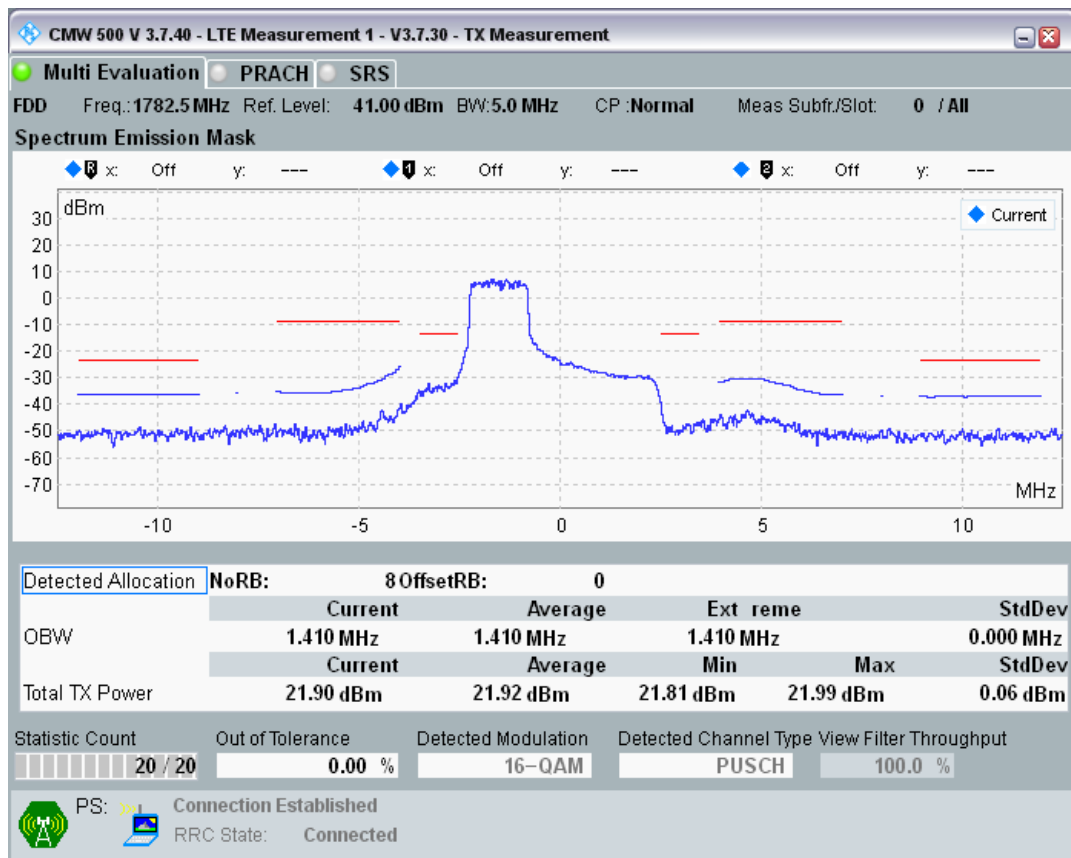 CMW 500 V 3.7.40 - LTE Measurement 1 - V3.7.30 - TX Measurement
Multi Evaluation PRACH SRS
FDD Freq.:1782.5 MHz Ref. Level: 41.00 dBm BW:5.0 MHz CP :Normal Meas Subfr./Slot: 0 / All
Spectrum Emission Mask
R x: Off y: --- 1 x: Off y: --- 2 x: Off y: ---
dBm
Current
30
20
10
0
-10
-20
-30
-40
-50
-60
-70
MHz
-10 -5 0 5 10
Detected Allocation NoRB: 8 OffsetRB: 0
Current Average Ext reme StdDev
OBW 1.410 MHz 1.410 MHz 1.410 MHz 0.000 MHz
Current Average Min Max StdDev
Total TX Power 21.90 dBm 21.92 dBm 21.81 dBm 21.99 dBm 0.06 dBm
Statistic Count Out of Tolerance Detected Modulation Detected Channel Type View Filter Throughput
20 / 20 0.00 % 16-QAM PUSCH 100.0 %
PS: Connection Established
RRC State: Connected